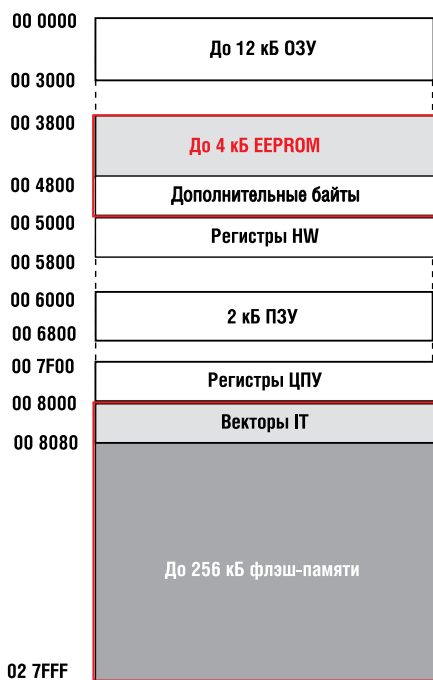 00 0000
До 12 кБ ОЗУ
00 3000
00 3800
До 4 кБ EEPROM
00 4800
Дополнительные байты
00 5000
Регистры HW
00 5800
00 6000
2 кБ ПЗУ
00 6800
00 7F00
Регистры ЦПУ
00 8000
Векторы IT
00 8080
До 256 кБ флэш-памяти
02 7FFF